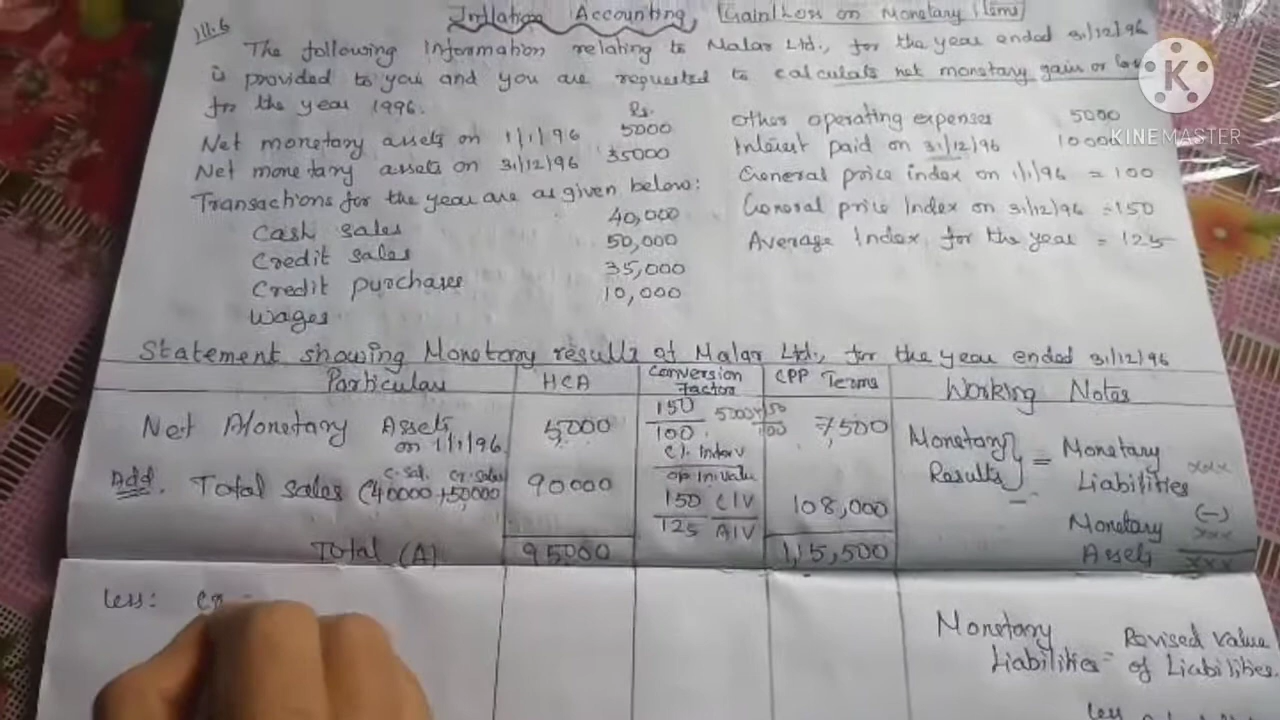 111.6
Inflation Accounting, (Gain/Loss on Monetary Items)
The following Information relating to Malar Ltd., for the year ended 31/12/96
is provided to you and you are requested to calculate net monetary gain or loss
for the year 1996.
Rs.
Net monetary assets on 1/1/96 5000
Net monetary assets on 31/12/96 35000
Transactions for the year are as given below:
Cash sales 40,000
Credit sales 50,000
Credit purchases 35,000
Wages 10,000
Other operating expenses 5000
Interest paid on 31/12/96 10000
General price index on 1/1/96 = 100
General price Index on 31/12/96 = 150
Average Index for the year = 125
K
KINEMASTER
Statement showing Monetary results of Malar Ltd., for the year ended 31/12/96
Particulars HCA Conversion Factor CPP Terms Working Notes
Net Monetary Assets on 1/1/96 5000 150/100 5000×150/100 7,500
Add. Total sales (40000+50000 90000 150 CIV/125 AIV 108,000
C. Sal. Cr. Sales
Total (A) 95000 1,15,500
Monetary Results = Monetary Liabilities xxx
(-)
Monetary Assets xxx
xxx
Less:
Monetary Liabilities = Revised value of Liabilities.
Less